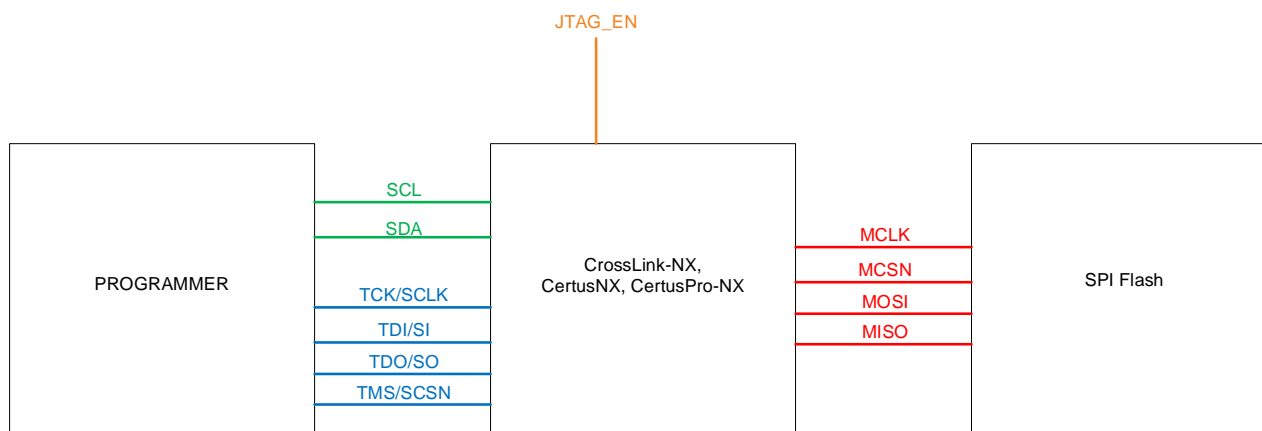 JTAG_EN
SCL
SDA
PROGRAMMER
TCK/SCLK
TDI/SI
TDO/SO
TMS/SCSN
CrossLink-NX,
CertusNX, CertusPro-NX
MCLK
MCSN
MOSI
MISO
SPI Flash